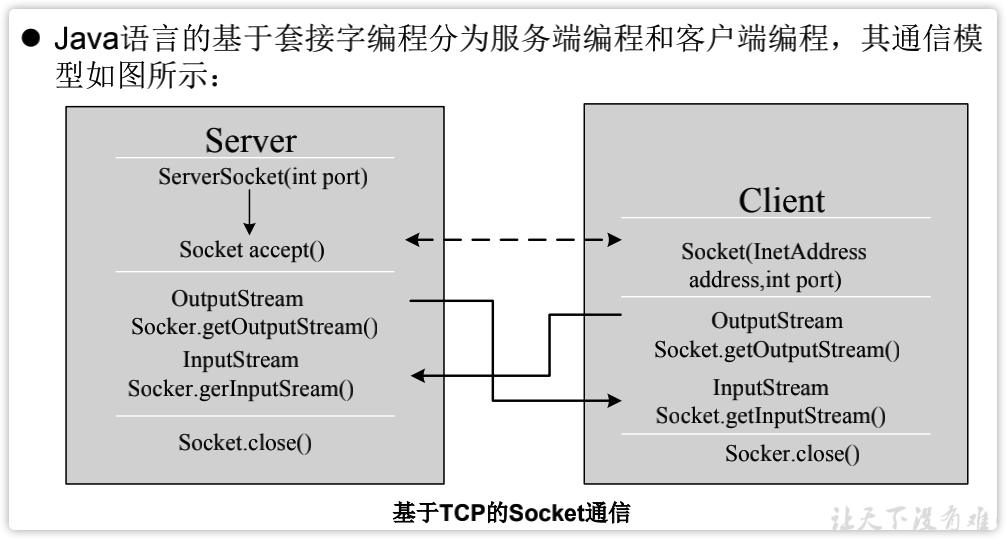 ● Java语言的基于套接字编程分为服务端编程和客户端编程，其通信模
型如图所示：
Server
ServerSocket(int port)
Socket accept()
OutputStream
Socker.getOutputStream()
InputStream
Socker.gerInputSream()
Socket.close()
Client
Socket(InetAddress
address,int port)
OutputStream
Socket.getOutputStream()
InputStream
Socket.getInputStream()
Socker.close()
基于TCP的Socket通信
让天下没有难